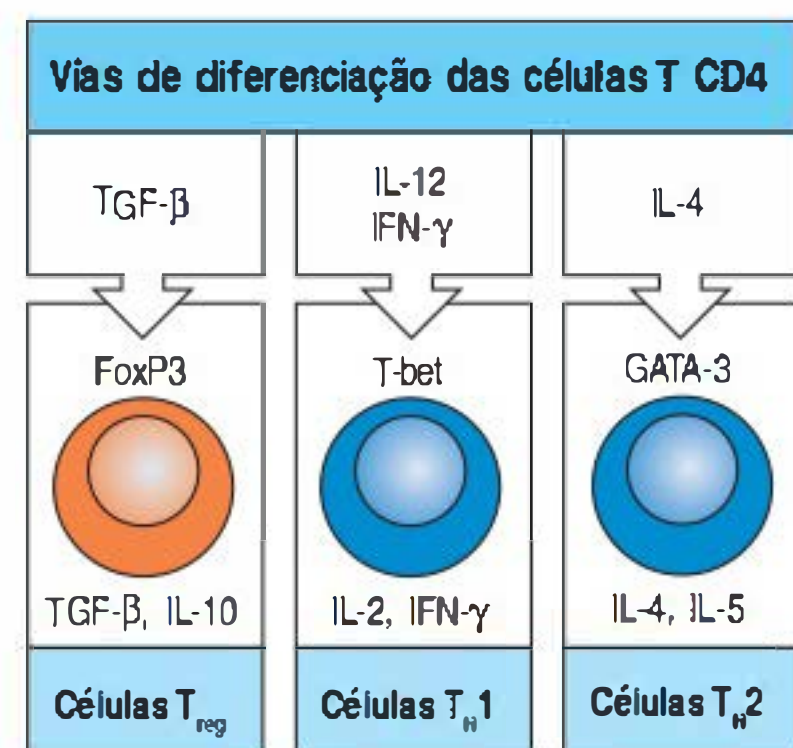 Vias de diferenciação das células T CD4
TGF-β
IL-12
IFN-γ
IL-4
FoxP3
T-bet
GATA-3
TGF-β, IL-10
IL-2, IFN-γ
IL-4, IL-5
Células Treg
Células TH1
Células TH2